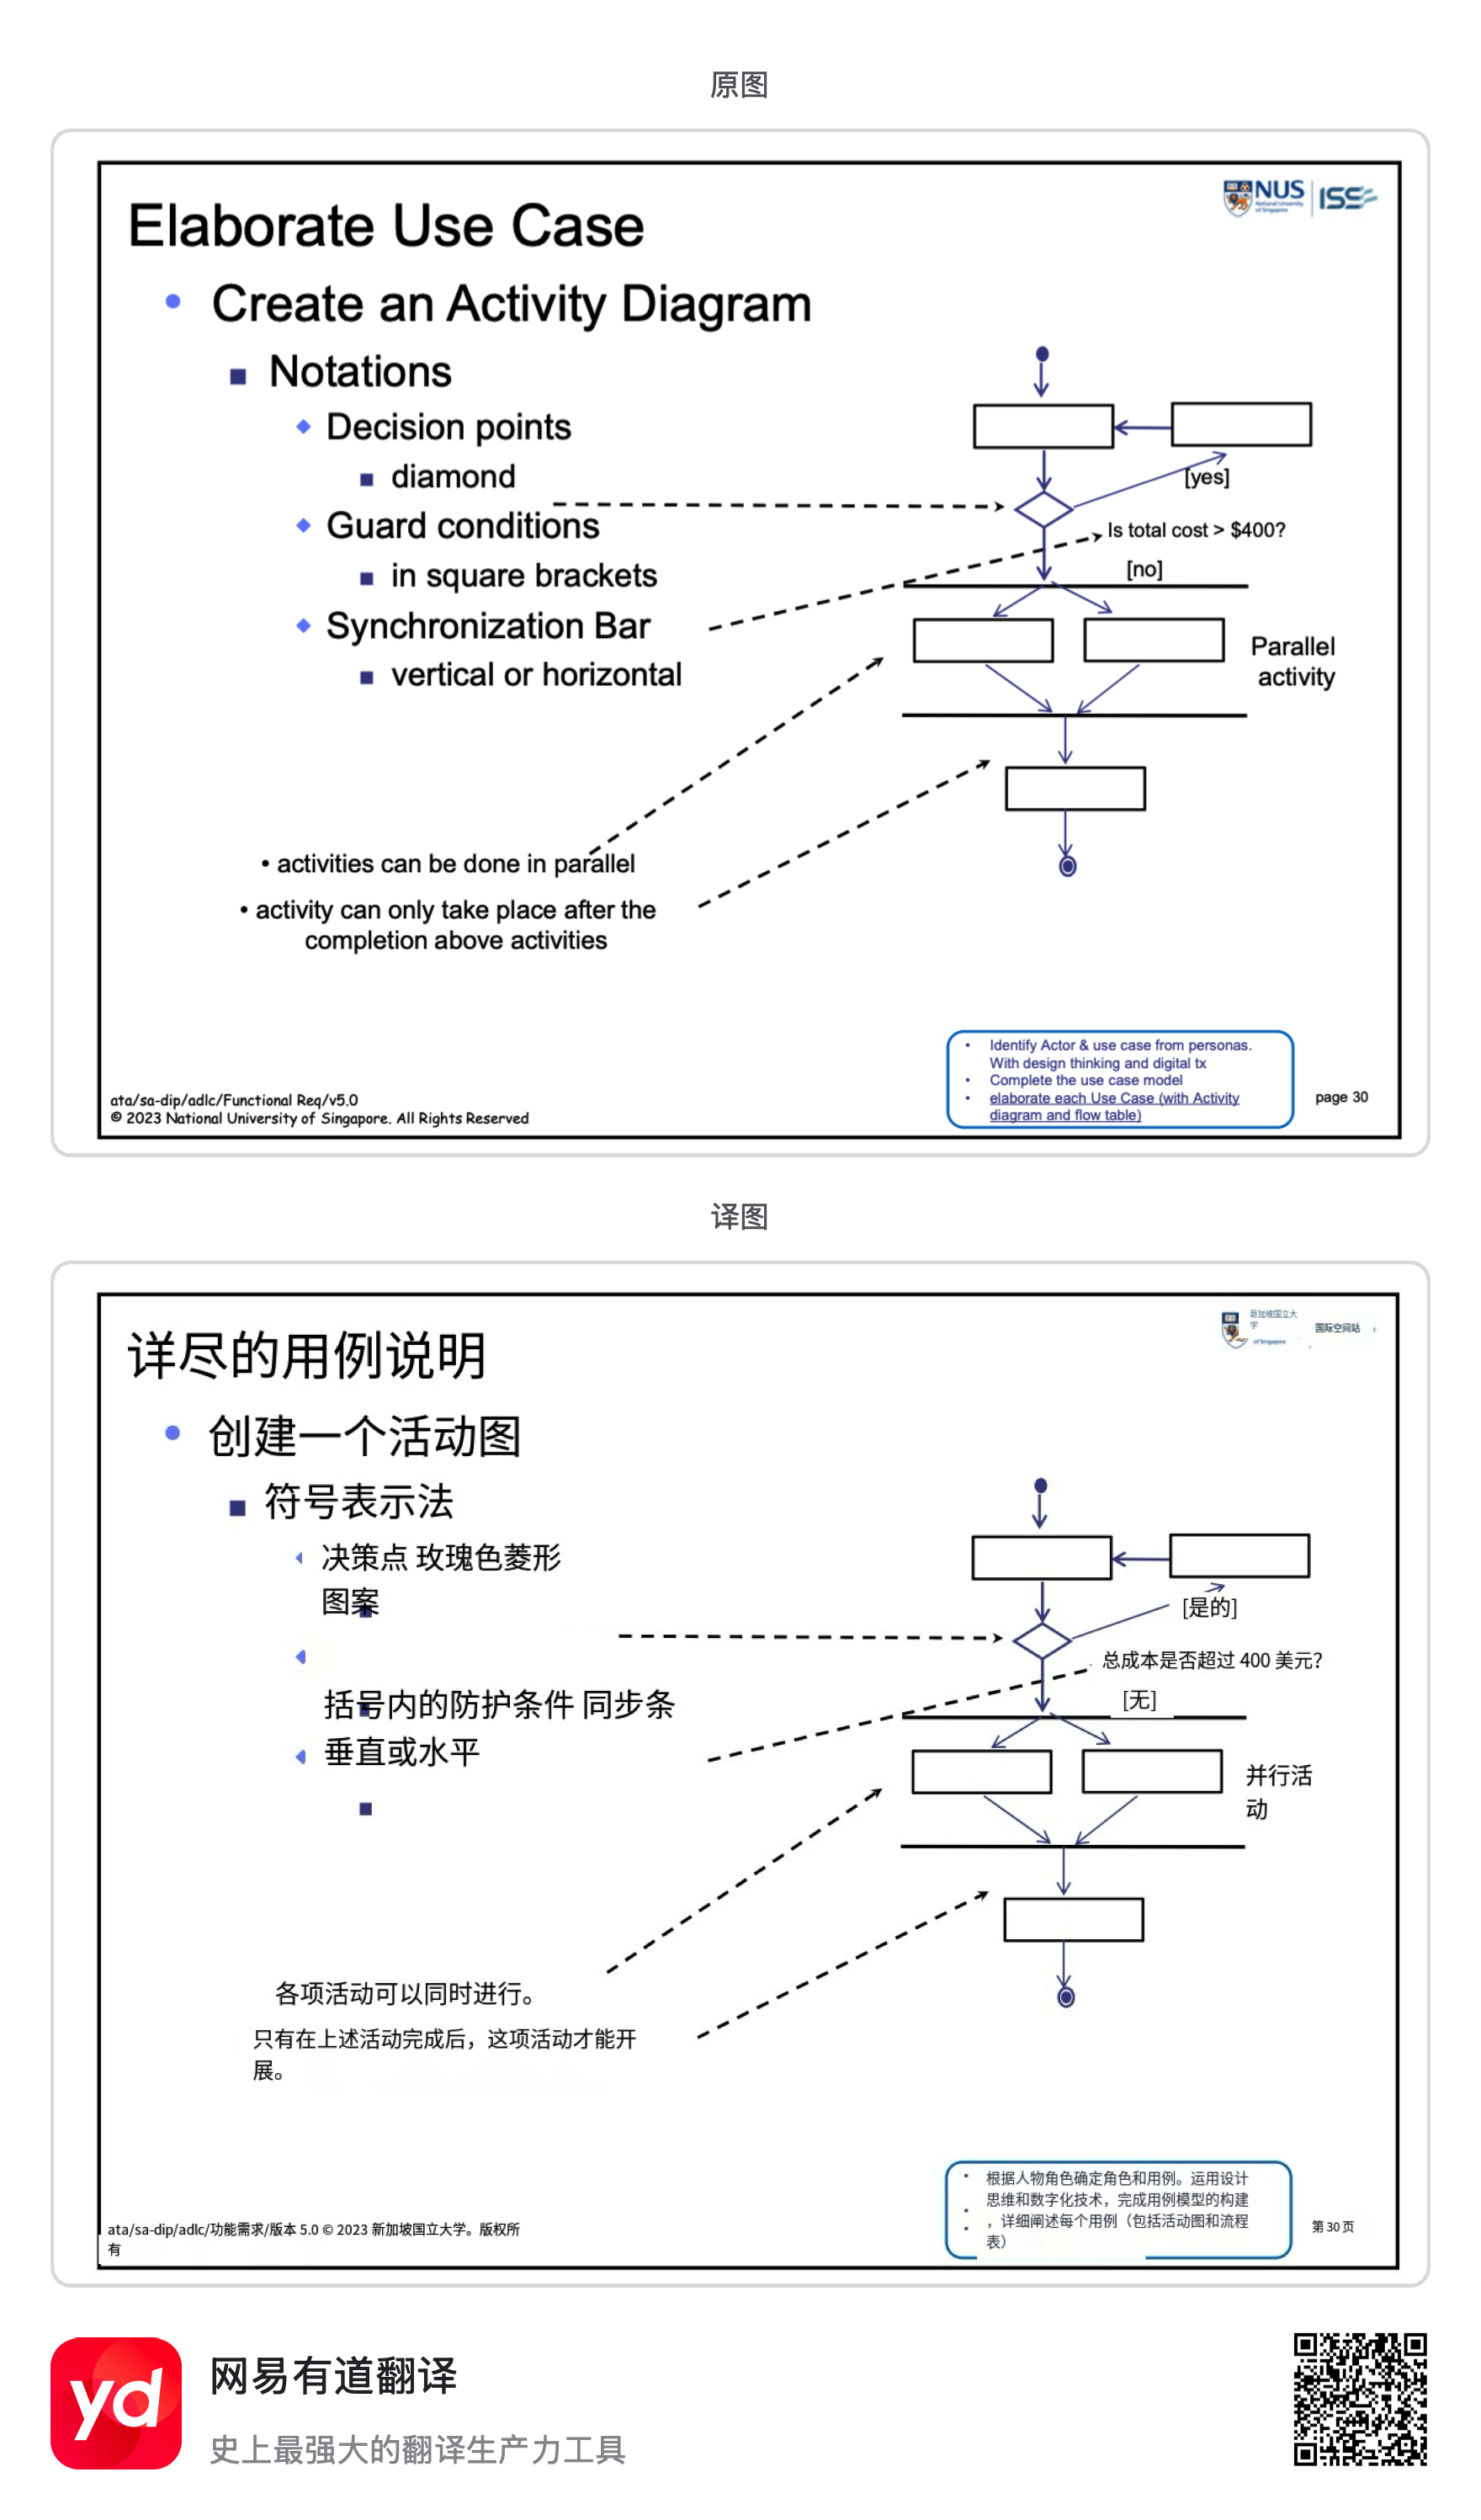 原图
NUS
National University
of Singapore
ISS
Elaborate Use Case
• Create an Activity Diagram
■ Notations
◆ Decision points
■ diamond
◆ Guard conditions
■ in square brackets
◆ Synchronization Bar
■ vertical or horizontal
[yes]
Is total cost > $400?
[no]
Parallel
activity
• activities can be done in parallel
• activity can only take place after the
completion above activities
• Identify Actor & use case from personas.
With design thinking and digital tx
• Complete the use case model
• elaborate each Use Case (with Activity
diagram and flow table)
page 30
ata/sa-dip/adlc/Functional Req/v5.0
© 2023 National University of Singapore. All Rights Reserved
译图
新加坡国立大
学
of Singapore
国际空间站
详尽的用例说明
• 创建一个活动图
■ 符号表示法
决策点 玫瑰色菱形
图案
括号内的防护条件 同步条
垂直或水平
[是的]
总成本是否超过 400 美元?
[无]
并行活
动
各项活动可以同时进行。
只有在上述活动完成后，这项活动才能开
展。
• 根据人物角色确定角色和用例。运用设计
思维和数字化技术，完成用例模型的构建
，详细阐述每个用例（包括活动图和流程
表）
第 30 页
ata/sa-dip/adlc/功能需求/版本 5.0 © 2023 新加坡国立大学。版权所
有
yd
网易有道翻译
史上最强大的翻译生产力工具